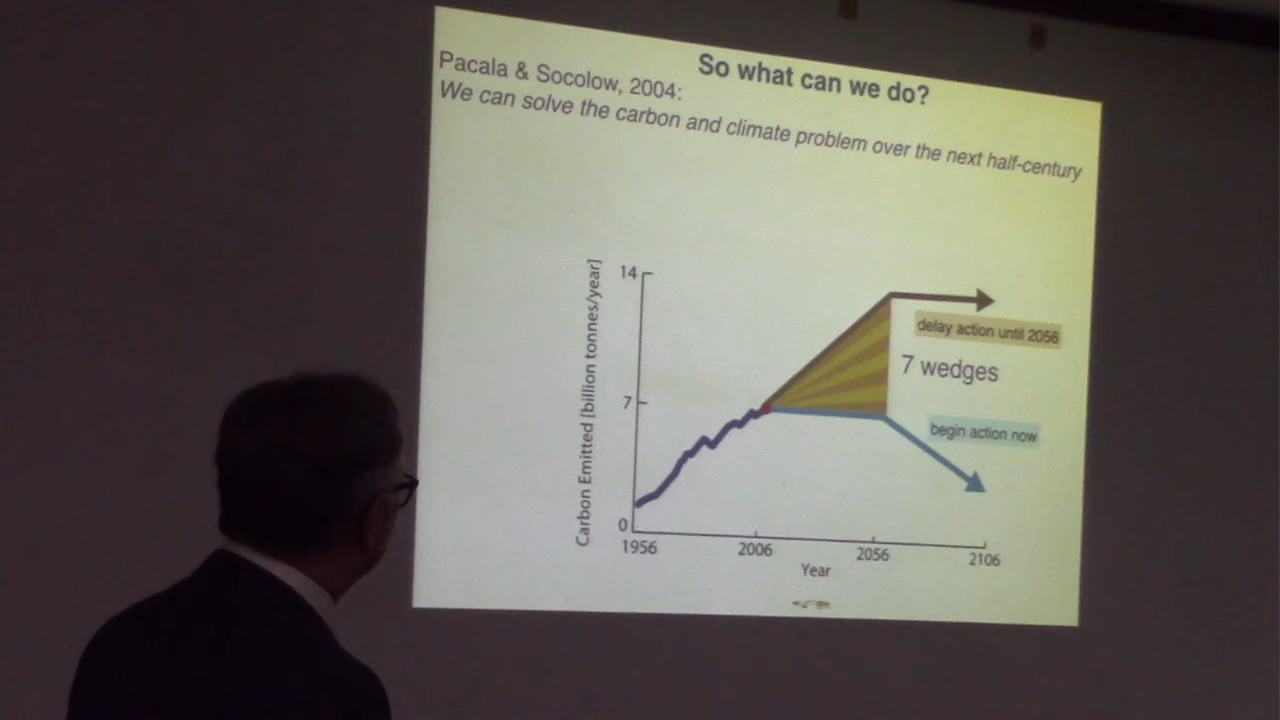 So what can we do?
Pacala & Socolow, 2004:
We can solve the carbon and climate problem over the next half-century
Carbon Emitted [billion tonnes/year]
14
7
0
delay action until 2056
7 wedges
begin action now
1956
2006
2056
2106
Year